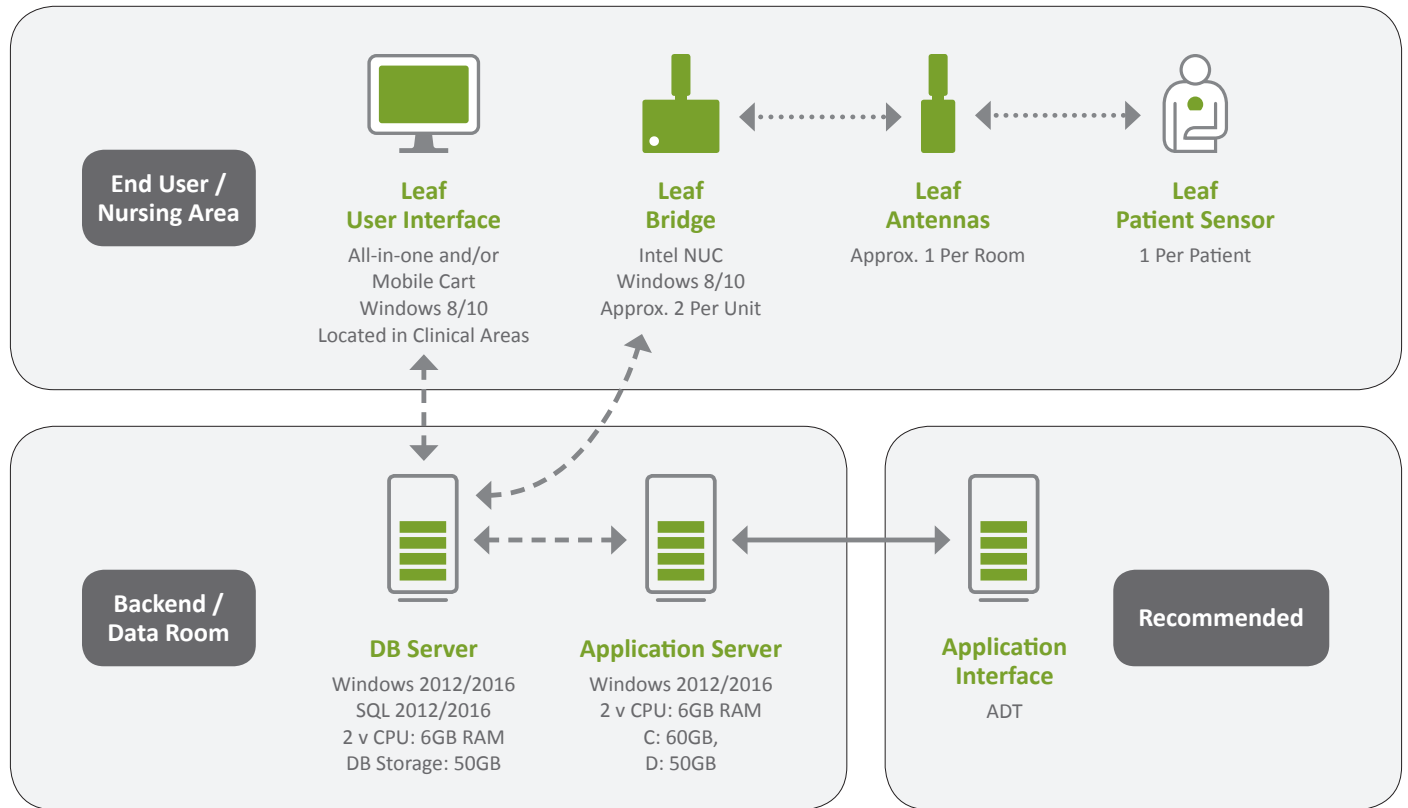 End User /
Nursing Area
Leaf
User Interface
All-in-one and/or
Mobile Cart
Windows 8/10
Located in Clinical Areas
Leaf
Bridge
Intel NUC
Windows 8/10
Approx. 2 Per Unit
Leaf
Antennas
Approx. 1 Per Room
Leaf
Patient Sensor
1 Per Patient
Backend /
Data Room
DB Server
Windows 2012/2016
SQL 2012/2016
2 v CPU: 6GB RAM
DB Storage: 50GB
Application Server
Windows 2012/2016
2 v CPU: 6GB RAM
C: 60GB,
D: 50GB
Application
Interface
ADT
Recommended